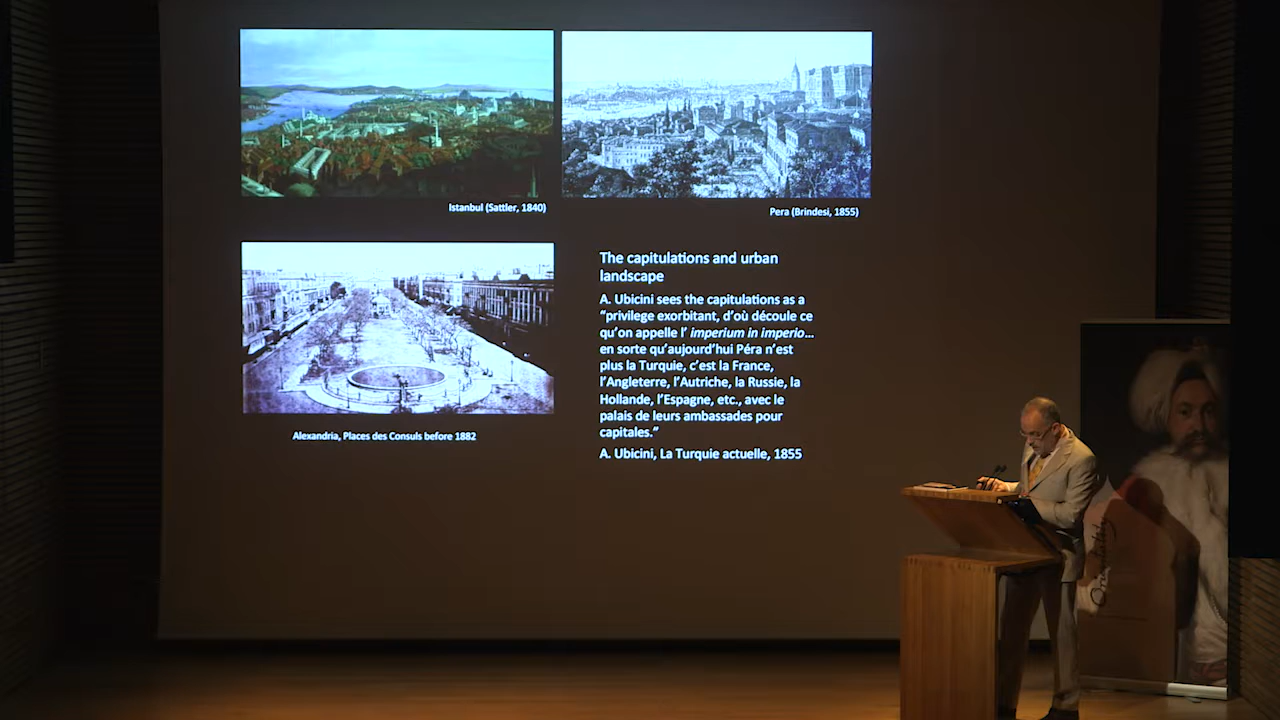 Istanbul (Sattler, 1840)
Pera (Brindesi, 1855)
Alexandria, Places des Consuls before 1882
The capitulations and urban
landscape
A. Ubicini sees the capitulations as a
“privilege exorbitant, d’où découle ce
qu’on appelle l’ imperium in imperio…
en sorte qu’aujourd’hui Péra n’est
plus la Turquie, c’est la France,
l’Angleterre, l’Autriche, la Russie, la
Hollande, l’Espagne, etc., avec le
palais de leurs ambassades pour
capitales.”
A. Ubicini, La Turquie actuelle, 1855